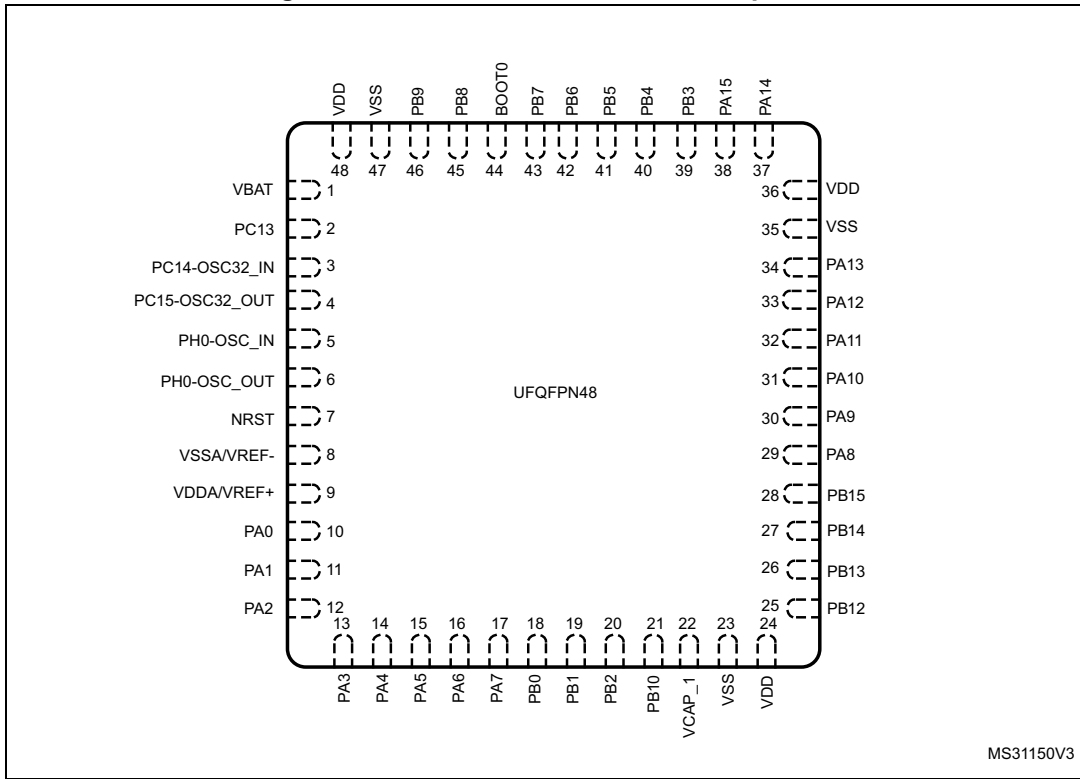 VDD
VSS
PB9
PB8
BOOT0
PB7
PB6
PB5
PB4
PB3
PA15
PA14
48 47 46 45 44 43 42 41 40 39 38 37
VBAT 1
PC13 2
PC14-OSC32_IN 3
PC15-OSC32_OUT 4
PH0-OSC_IN 5
PH0-OSC_OUT 6
NRST 7
VSSA/VREF- 8
VDDA/VREF+ 9
PA0 10
PA1 11
PA2 12
36 VDD
35 VSS
34 PA13
33 PA12
32 PA11
31 PA10
30 PA9
29 PA8
28 PB15
27 PB14
26 PB13
25 PB12
UFQFPN48
13 14 15 16 17 18 19 20 21 22 23 24
PA3
PA4
PA5
PA6
PA7
PB0
PB1
PB2
PB10
VCAP_1
VSS
VDD
MS31150V3